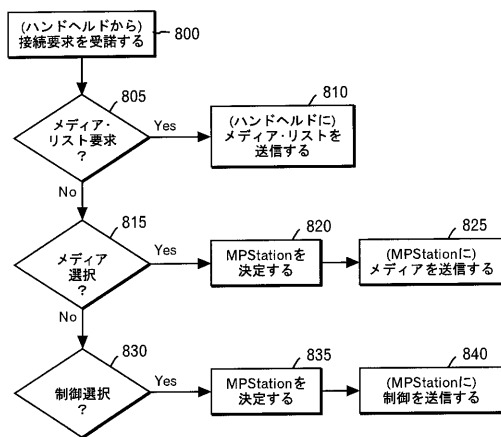 (ハンドヘルドから)
接続要求を受諾する
800
805
メディア・
リスト要求
?
Yes
810
(ハンドヘルドに)
メディア・リストを
送信する
No
815
メディア
選択
?
Yes
820
MPStationを
決定する
825
(MPStationに)
メディアを送信する
No
830
制御選択
?
Yes
835
MPStationを
決定する
840
(MPStationに)
制御を送信する